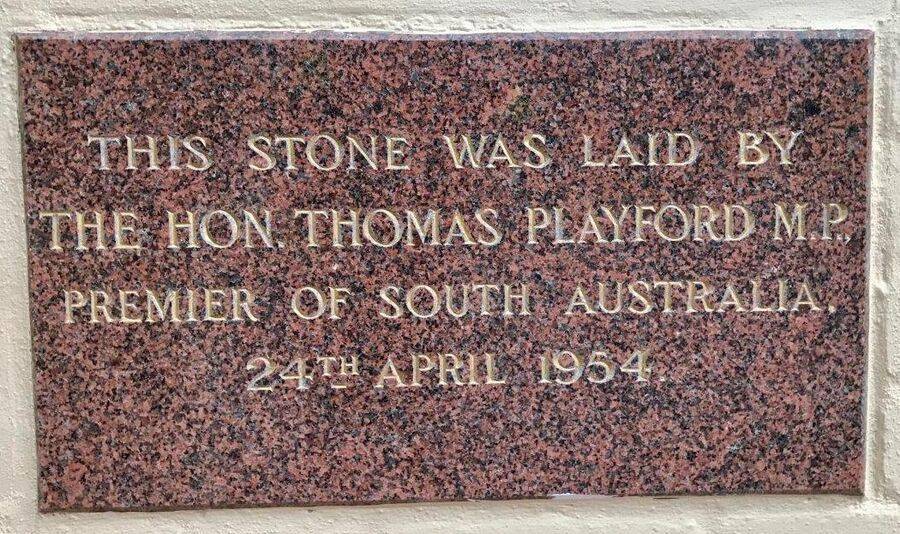 THIS STONE WAS LAID BY
THE HON. THOMAS PLAYFORD M.P.,
PREMIER OF SOUTH AUSTRALIA.
24TH APRIL 1954.